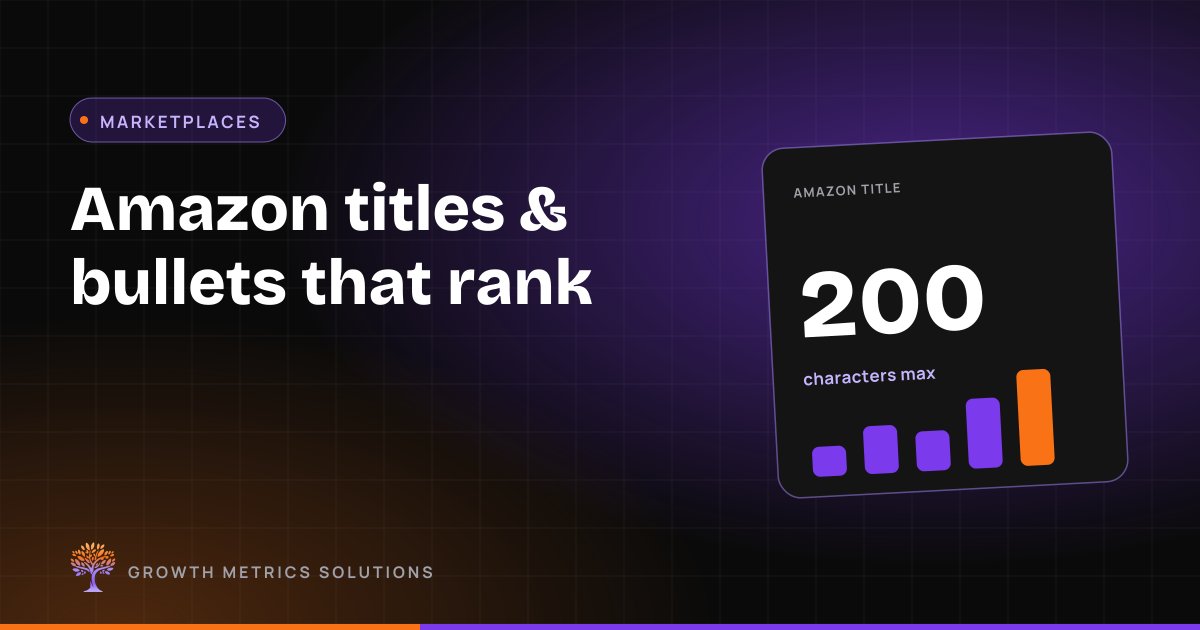 MARKETPLACES
Amazon titles &
bullets that rank
AMAZON TITLE
200
characters max
GROWTH METRICS SOLUTIONS